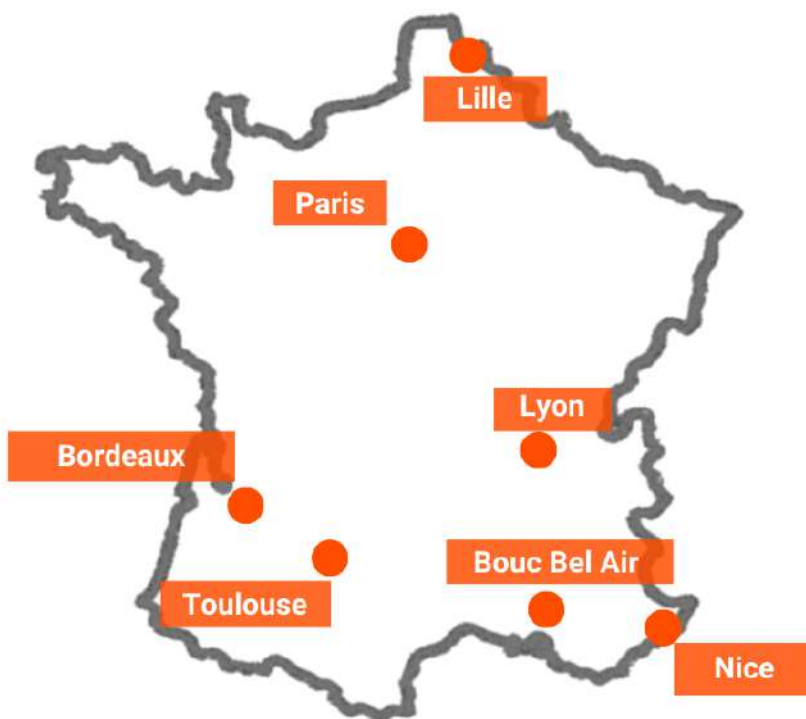 Lille
Paris
Lyon
Bordeaux
Bouc Bel Air
Toulouse
Nice